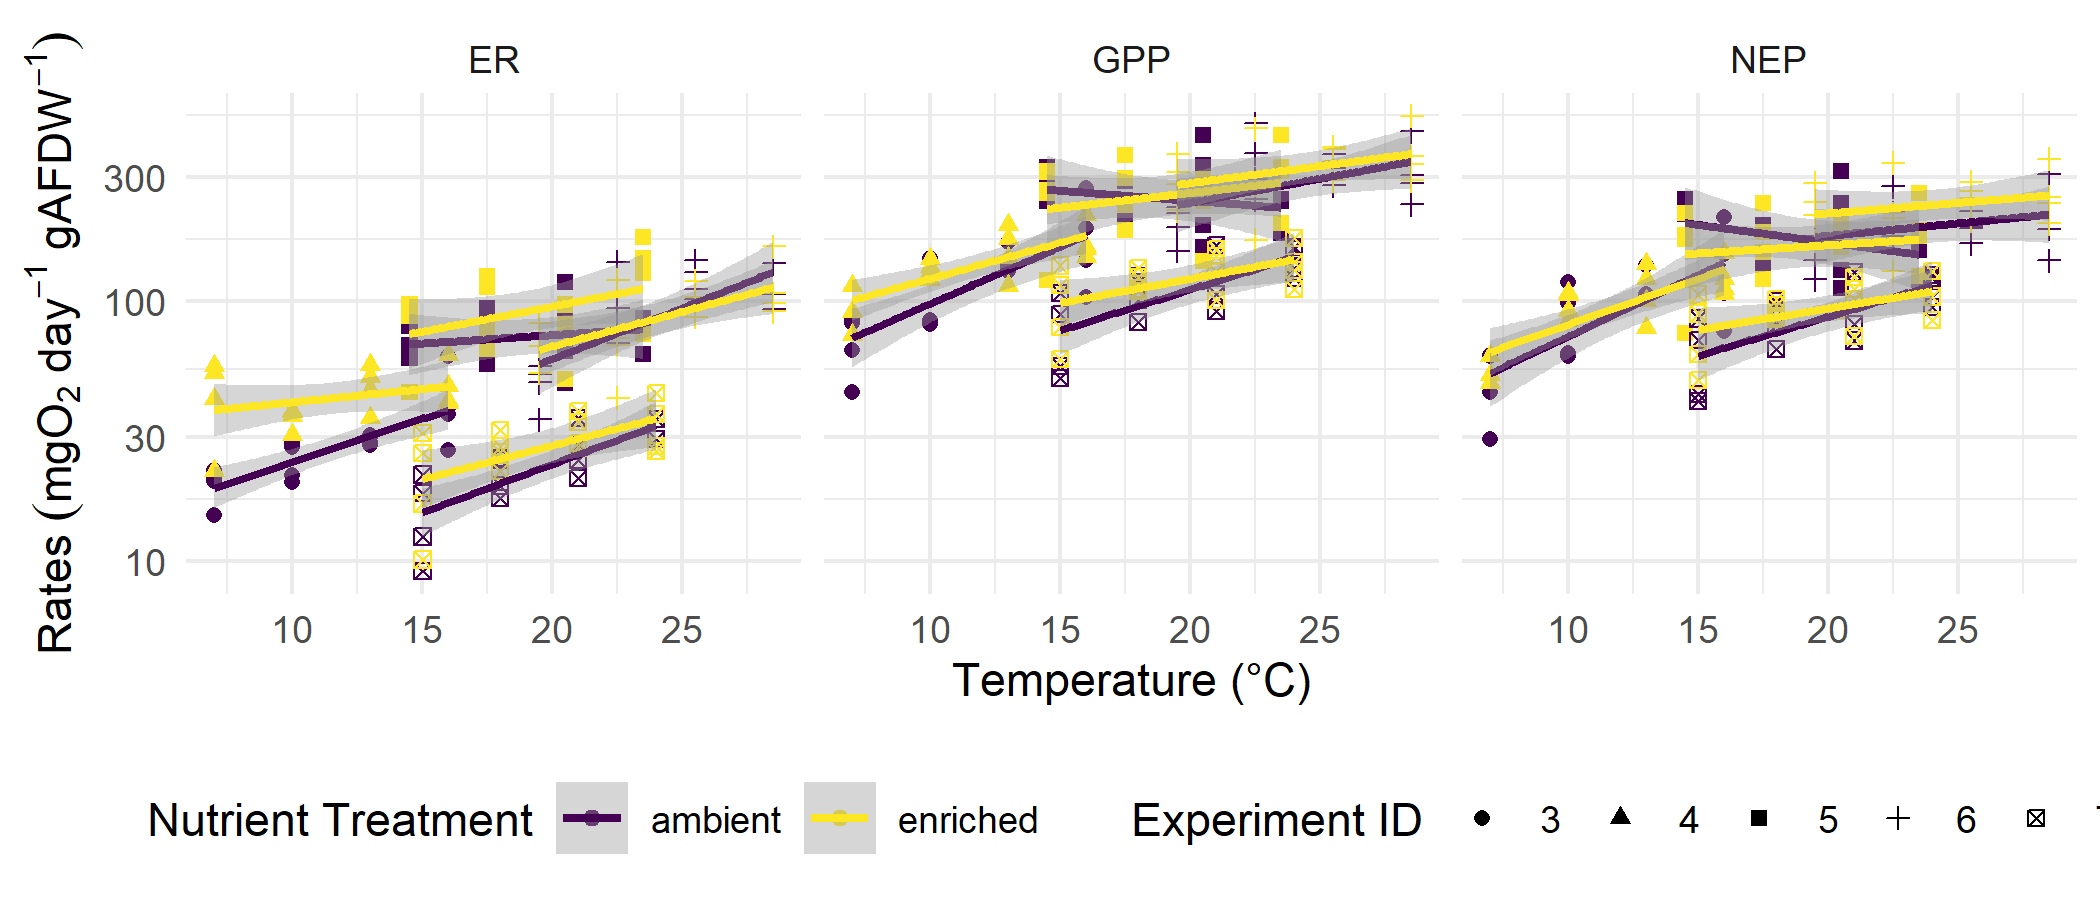 ER GPP NEP
Rates (mgO₂ day⁻¹ gAFDW⁻¹)
300
100
30
10
10 15 20 25 10 15 20 25 10 15 20 25
Temperature (°C)
Nutrient Treatment ambient enriched Experiment ID 3 4 5 6